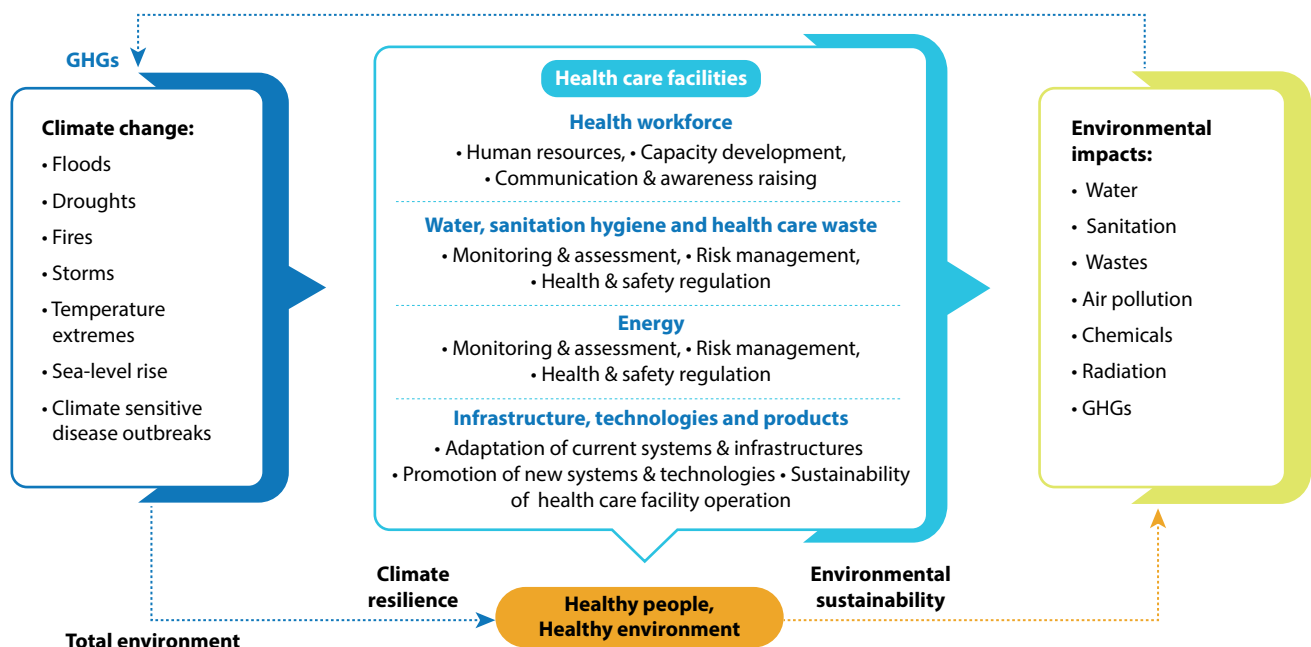 GHGs
Climate change:
• Floods
• Droughts
• Fires
• Storms
• Temperature
extremes
• Sea-level rise
• Climate sensitive
disease outbreaks
Health care facilities
Health workforce
• Human resources, • Capacity development,
• Communication & awareness raising
Water, sanitation hygiene and health care waste
• Monitoring & assessment, • Risk management,
• Health & safety regulation
Energy
• Monitoring & assessment, • Risk management,
• Health & safety regulation
Infrastructure, technologies and products
• Adaptation of current systems & infrastructures
• Promotion of new systems & technologies • Sustainability
of health care facility operation
Environmental
impacts:
• Water
• Sanitation
• Wastes
• Air pollution
• Chemicals
• Radiation
• GHGs
Climate
resilience
Healthy people,
Healthy environment
Environmental
sustainability
Total environment